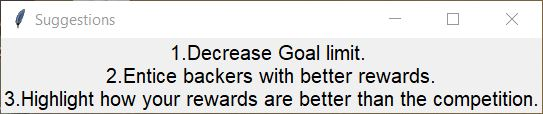 Suggestions
1.Decrease Goal limit.
2.Entice backers with better rewards.
3.Highlight how your rewards are better than the competition.